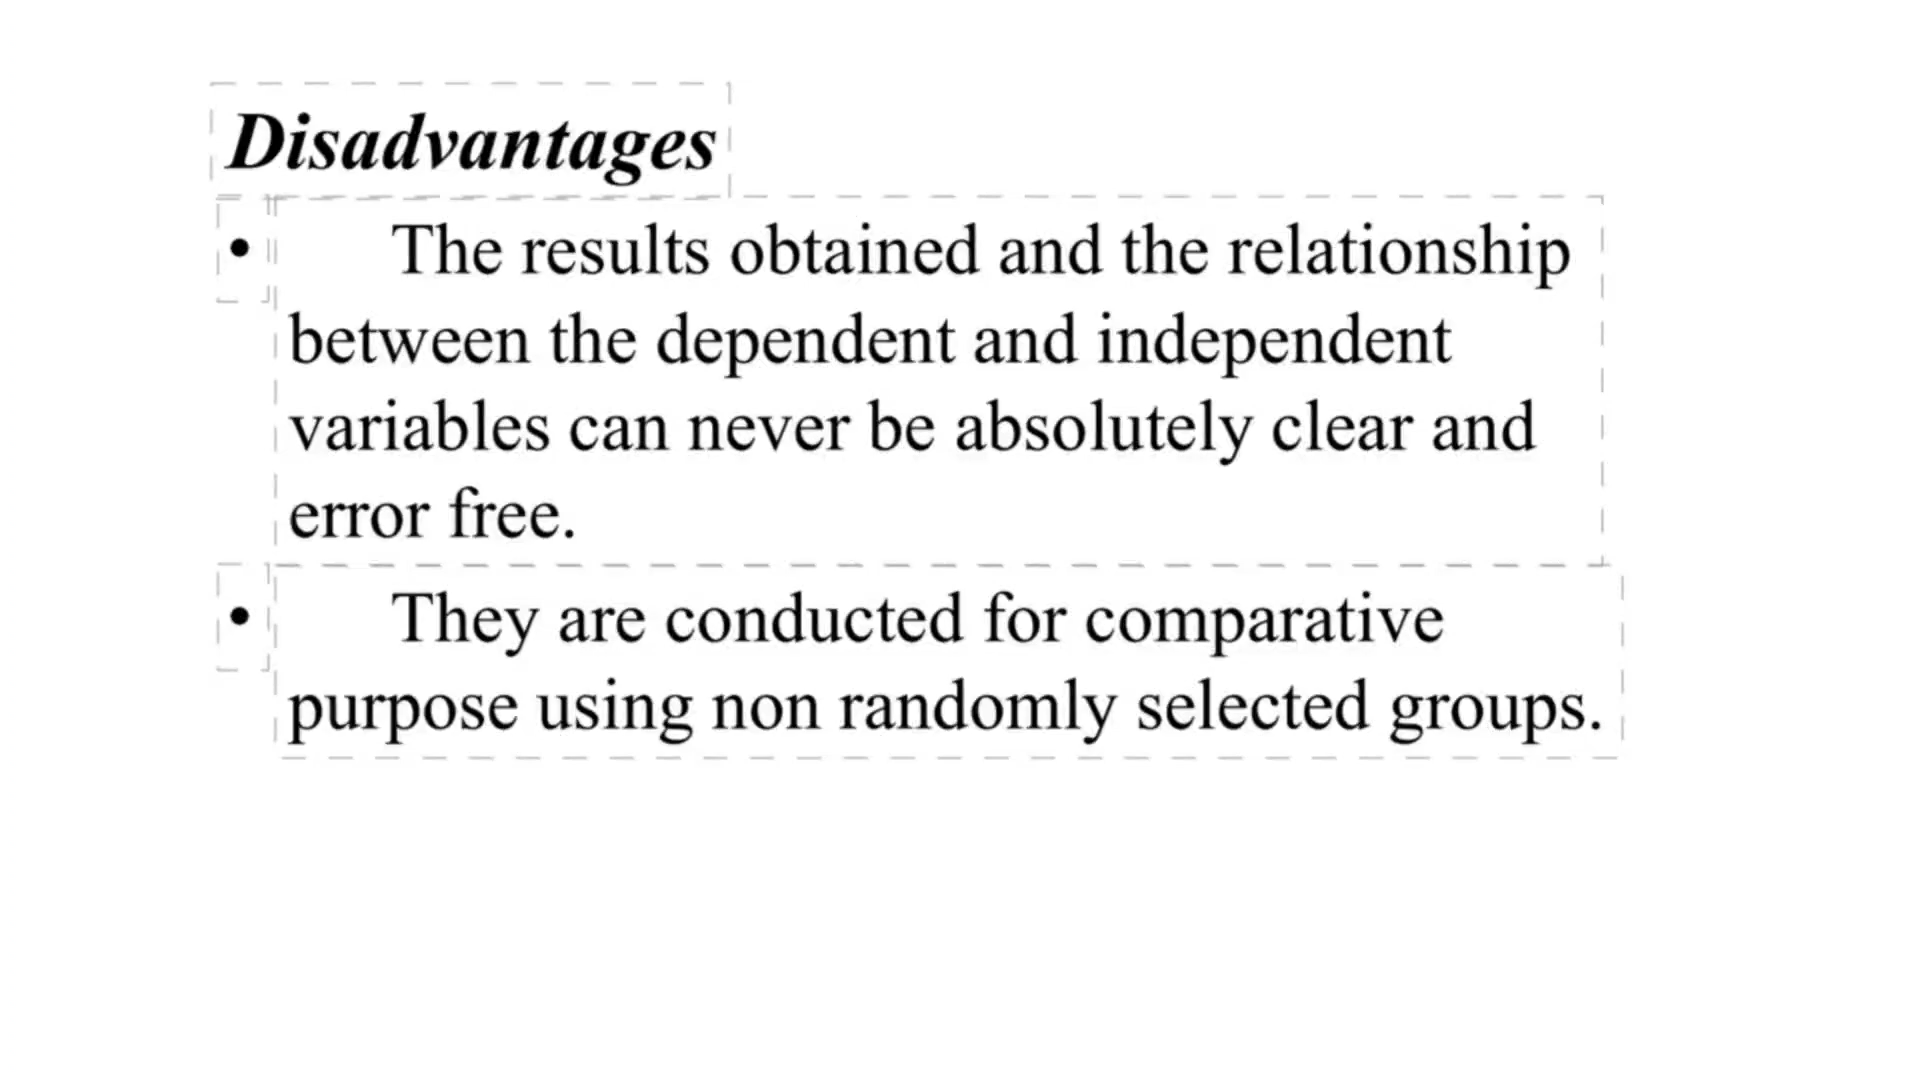 Disadvantages
• The results obtained and the relationship
between the dependent and independent
variables can never be absolutely clear and
error free.
• They are conducted for comparative
purpose using non randomly selected groups.